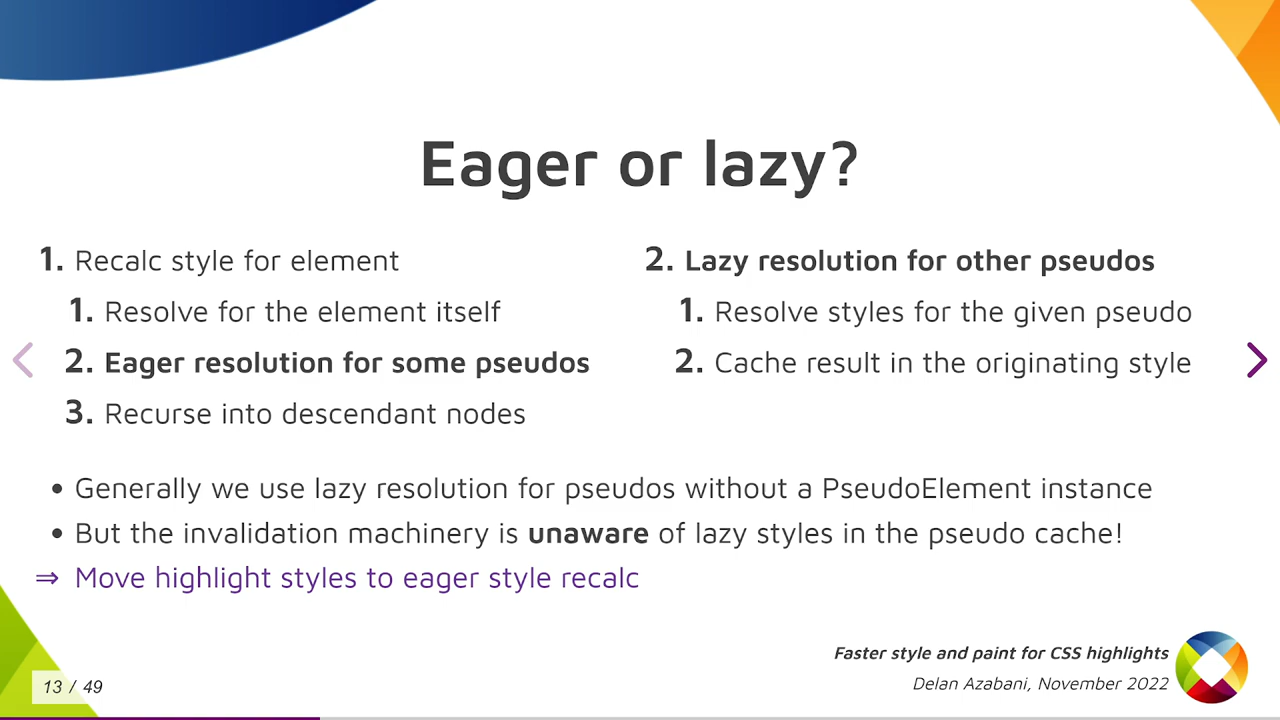 Eager or lazy?
1. Recalc style for element
1. Resolve for the element itself
2. Eager resolution for some pseudos
3. Recurse into descendant nodes
2. Lazy resolution for other pseudos
1. Resolve styles for the given pseudo
2. Cache result in the originating style
• Generally we use lazy resolution for pseudos without a PseudoElement instance
• But the invalidation machinery is unaware of lazy styles in the pseudo cache!
⇒ Move highlight styles to eager style recalc
Faster style and paint for CSS highlights
Delan Azabani, November 2022
13 / 49